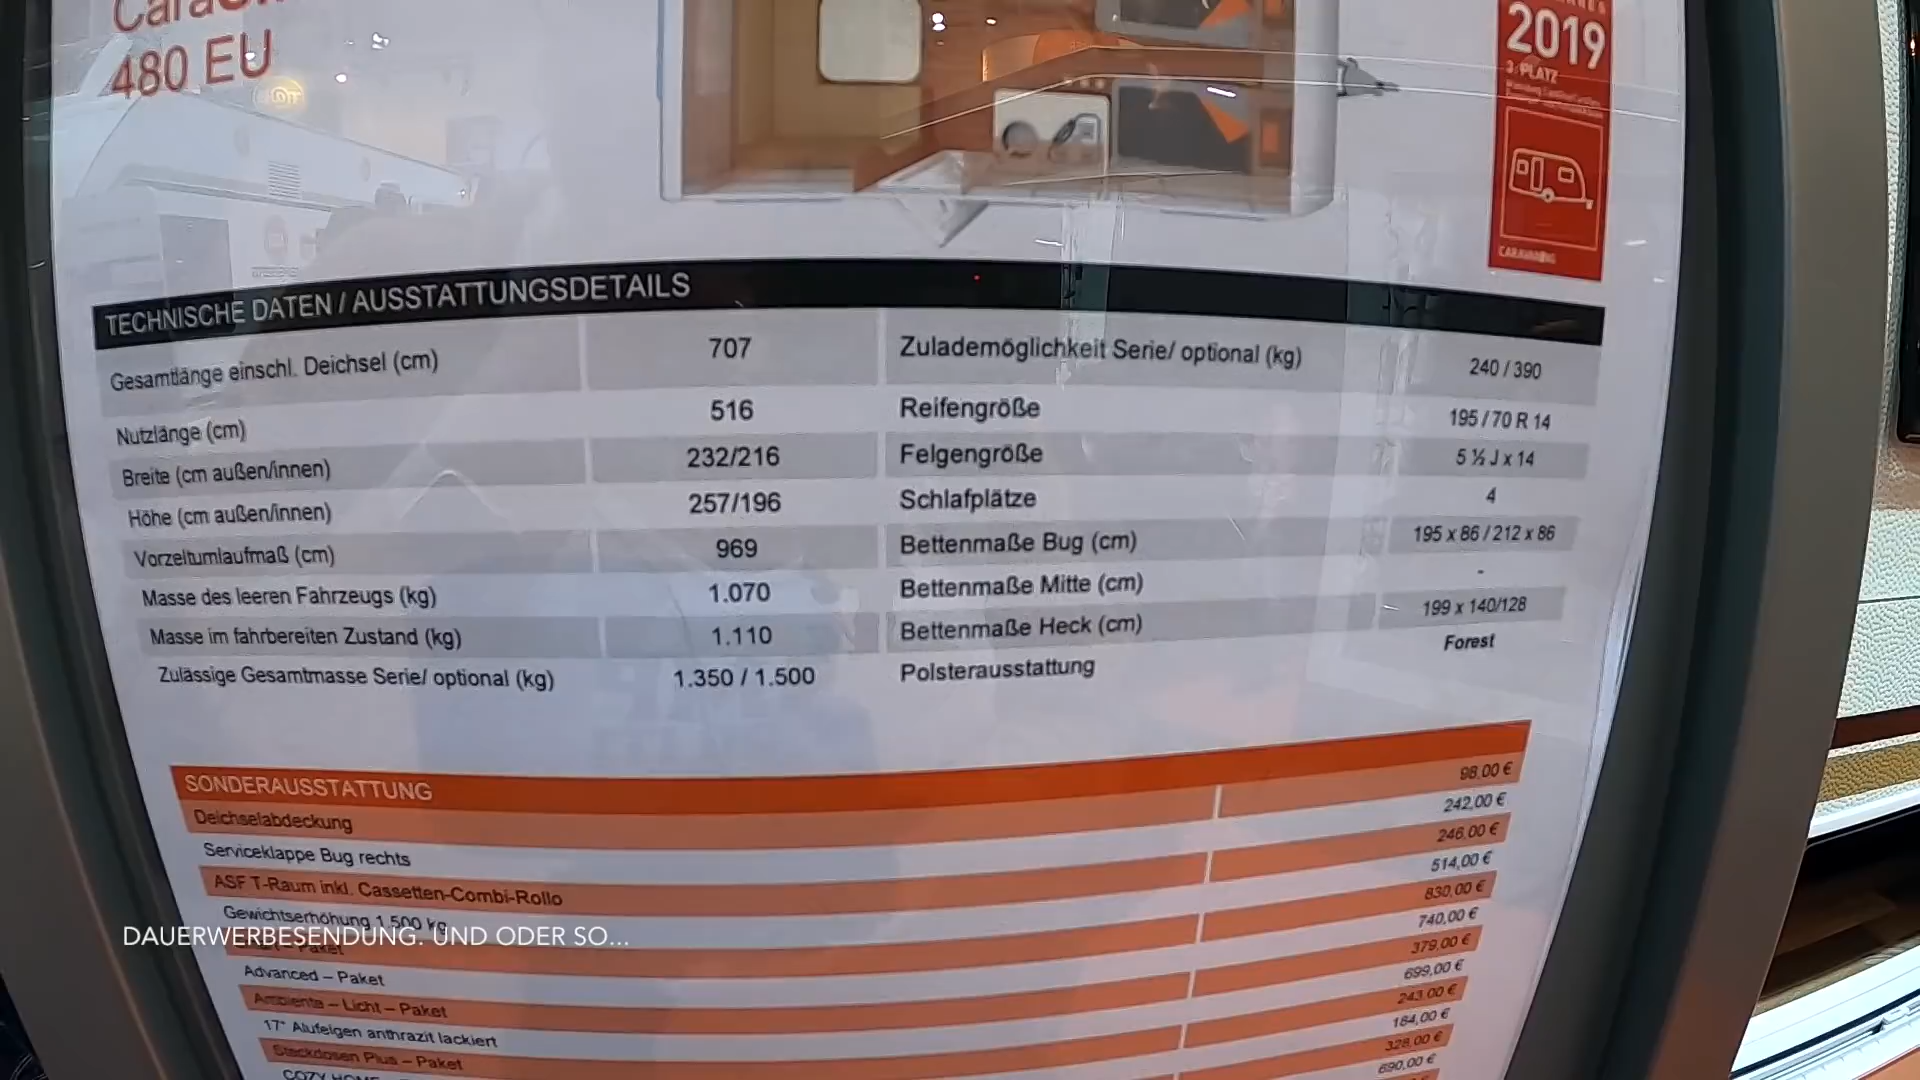 480 EU
2019
3. PLATZ
CARAVANING
TECHNISCHE DATEN / AUSSTATTUNGSDETAILS
Gesamtlänge einschl. Deichsel (cm) 707 Zulademöglichkeit Serie/ optional (kg) 240 / 390
Nutzlänge (cm) 516 Reifengröße 195 / 70 R 14
Breite (cm außen/innen) 232/216 Felgengröße 5 ½ J x 14
Höhe (cm außen/innen) 257/196 Schlafplätze 4
Vorzeltumlaufmaß (cm) 969 Bettenmaße Bug (cm) 195 x 86 / 212 x 86
Masse des leeren Fahrzeugs (kg) 1.070 Bettenmaße Mitte (cm) -
Masse im fahrbereiten Zustand (kg) 1.110 Bettenmaße Heck (cm) 199 x 140/128
Zulässige Gesamtmasse Serie/ optional (kg) 1.350 / 1.500 Polsterausstattung Forest
SONDERAUSSTATTUNG
Deichselabdeckung 98,00 €
Serviceklappe Bug rechts 242,00 €
ASF T-Raum inkl. Cassetten-Combi-Rollo 246,00 €
Gewichtserhöhung 1.500 kg 514,00 €
– Paket 830,00 €
Advanced – Paket 740,00 €
Ambiente – Licht – Paket 379,00 €
17" Alufelgen anthrazit lackiert 699,00 €
Steckdosen Plus – Paket 243,00 €
COZY HOME 184,00 €
328,00 €
690,00 €
DAUERWERBESENDUNG. UND ODER SO...